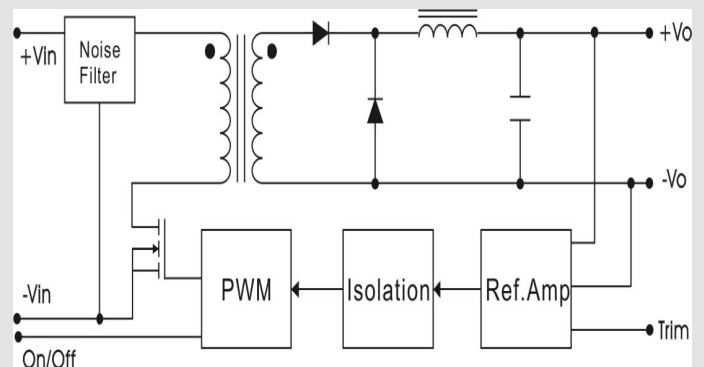 +Vin
Noise
Filter
+Vo
-Vo
-Vin
PWM
Isolation
Ref.Amp
Trim
On/Off